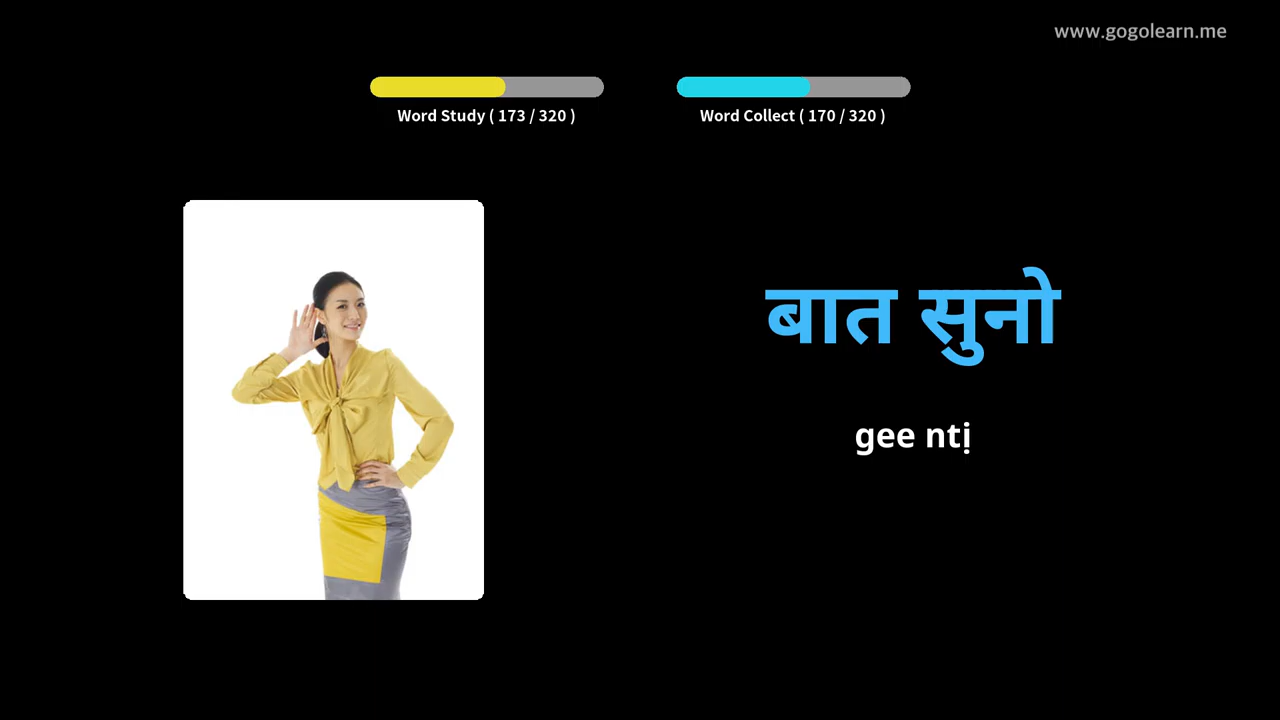 www.gogolearn.me
Word Study ( 173 / 320 )
Word Collect ( 170 / 320 )
बात सुनो
gee ntị